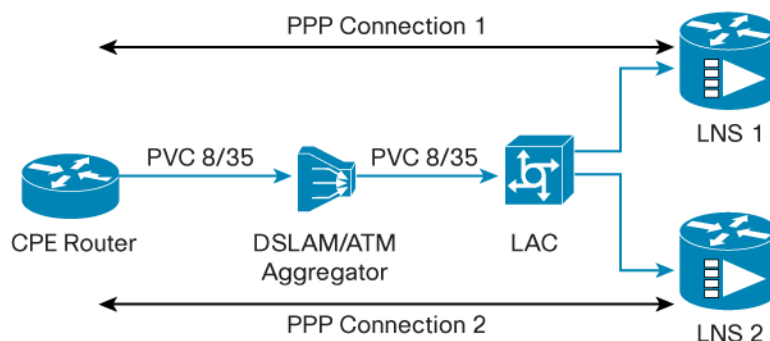 PPP Connection 1
LNS 1
PVC 8/35
PVC 8/35
CPE Router
DSLAM/ATM
Aggregator
LAC
PPP Connection 2
LNS 2